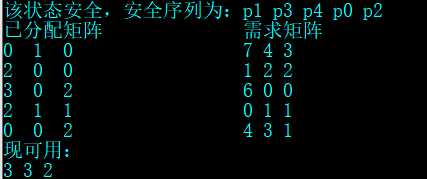 该状态安全，安全序列为：p1 p3 p4 p0 p2
已分配矩阵 需求矩阵
0 1 0 7 4 3
2 0 0 1 2 2
3 0 2 6 0 0
2 1 1 0 1 1
0 0 2 4 3 1
现可用：
3 3 2